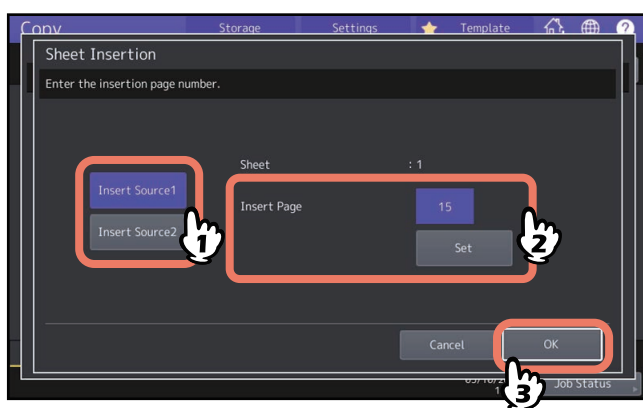 Copy Storage Settings Template ?
Sheet Insertion
Enter the insertion page number.
Sheet : 1
Insert Source1
Insert Page 15
Insert Source2
Set
1
2
Cancel OK
Job Status
3